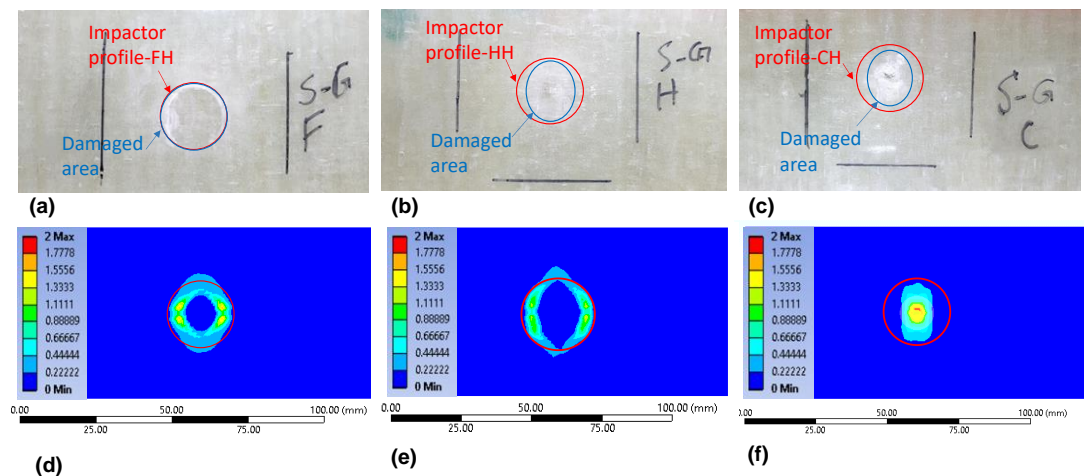 Impactor
profile-FH
Damaged
area
S-G
F
(a)
Impactor
profile-HH
Damaged
area
S-G
H
(b)
Impactor
profile-CH
Damaged
area
S-G
C
(c)
2 Max
1.7778
1.5556
1.3333
1.1111
0.88889
0.66667
0.44444
0.22222
0 Min
0.00 50.00 100.00 (mm)
25.00 75.00
(d)
2 Max
1.7778
1.5556
1.3333
1.1111
0.88889
0.66667
0.44444
0.22222
0 Min
0.00 50.00 100.00 (mm)
25.00 75.00
(e)
2 Max
1.7778
1.5556
1.3333
1.1111
0.88889
0.66667
0.44444
0.22222
0 Min
0.00 50.00 100.00 (mm)
25.00 75.00
(f)